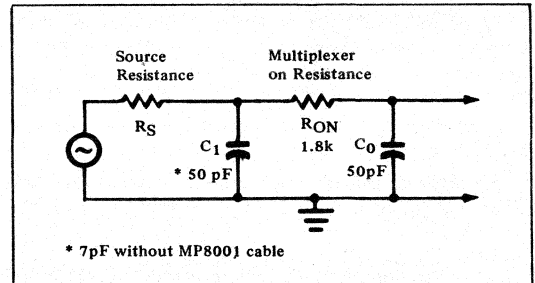 Source
Resistance
Multiplexer
on Resistance
RS
RON
1.8k
C1
* 50 pF
C0
50pF
* 7pF without MP8001 cable